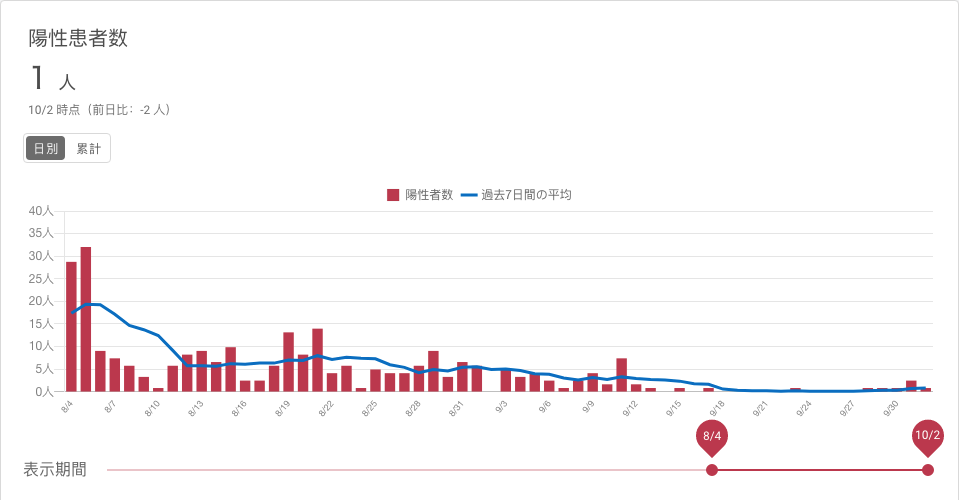 陽性患者数
1 人
10/2 時点（前日比：-2 人）
日別 累計
陽性者数 過去7日間の平均
40人
35人
30人
25人
20人
15人
10人
5人
0人
8/4 8/7 8/10 8/13 8/16 8/19 8/22 8/25 8/28 8/31 9/3 9/6 9/9 9/12 9/15 9/18 9/21 9/24 9/27 9/30
8/4 10/2
表示期間